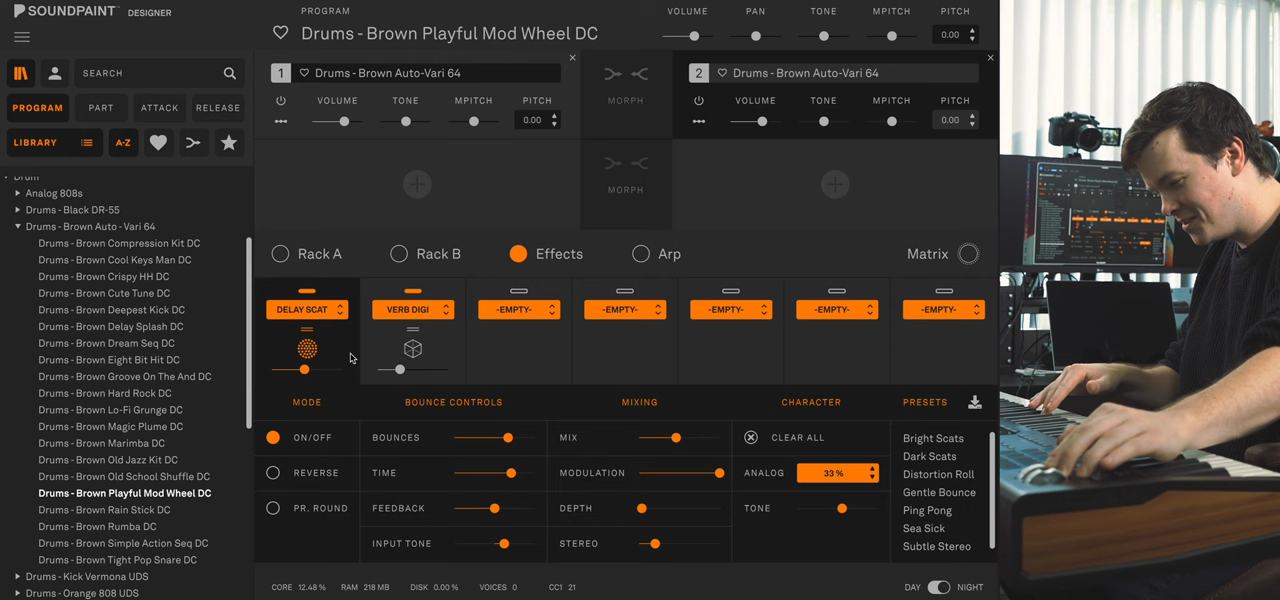 SOUNDPAINT DESIGNER
PROGRAM
Drums - Brown Playful Mod Wheel DC
VOLUME PAN TONE MPITCH PITCH
0.00
SEARCH
PROGRAM PART ATTACK RELEASE
LIBRARY A-Z
Drum
Analog 808s
Drums - Black DR-55
Drums - Brown Auto - Vari 64
Drums - Brown Compression Kit DC
Drums - Brown Cool Keys Man DC
Drums - Brown Crispy HH DC
Drums - Brown Cute Tune DC
Drums - Brown Deepest Kick DC
Drums - Brown Delay Splash DC
Drums - Brown Dream Seq DC
Drums - Brown Eight Bit Hit DC
Drums - Brown Groove On The And DC
Drums - Brown Hard Rock DC
Drums - Brown Lo-Fi Grunge DC
Drums - Brown Magic Plume DC
Drums - Brown Marimba DC
Drums - Brown Old Jazz Kit DC
Drums - Brown Old School Shuffle DC
Drums - Brown Playful Mod Wheel DC
Drums - Brown Rain Stick DC
Drums - Brown Rumba DC
Drums - Brown Simple Action Seq DC
Drums - Brown Tight Pop Snare DC
Drums - Kick Vermona UDS
Drums - Orange 808 UDS
1 Drums - Brown Auto-Vari 64
VOLUME TONE MPITCH PITCH
0.00
MORPH
2 Drums - Brown Auto-Vari 64
VOLUME TONE MPITCH PITCH
0.00
MORPH
Rack A Rack B Effects Arp Matrix
DELAY SCAT VERB DIGI -EMPTY- -EMPTY- -EMPTY- -EMPTY- -EMPTY-
MODE BOUNCE CONTROLS MIXING CHARACTER PRESETS
ON/OFF
REVERSE
PR. ROUND
BOUNCES
TIME
FEEDBACK
INPUT TONE
MIX
MODULATION
DEPTH
STEREO
CLEAR ALL
ANALOG 33 %
TONE
Bright Scats
Dark Scats
Distortion Roll
Gentle Bounce
Ping Pong
Sea Sick
Subtle Stereo
CORE 12.48 % RAM 218 MB DISK 0.00 % VOICES 0 CC1 21
DAY NIGHT